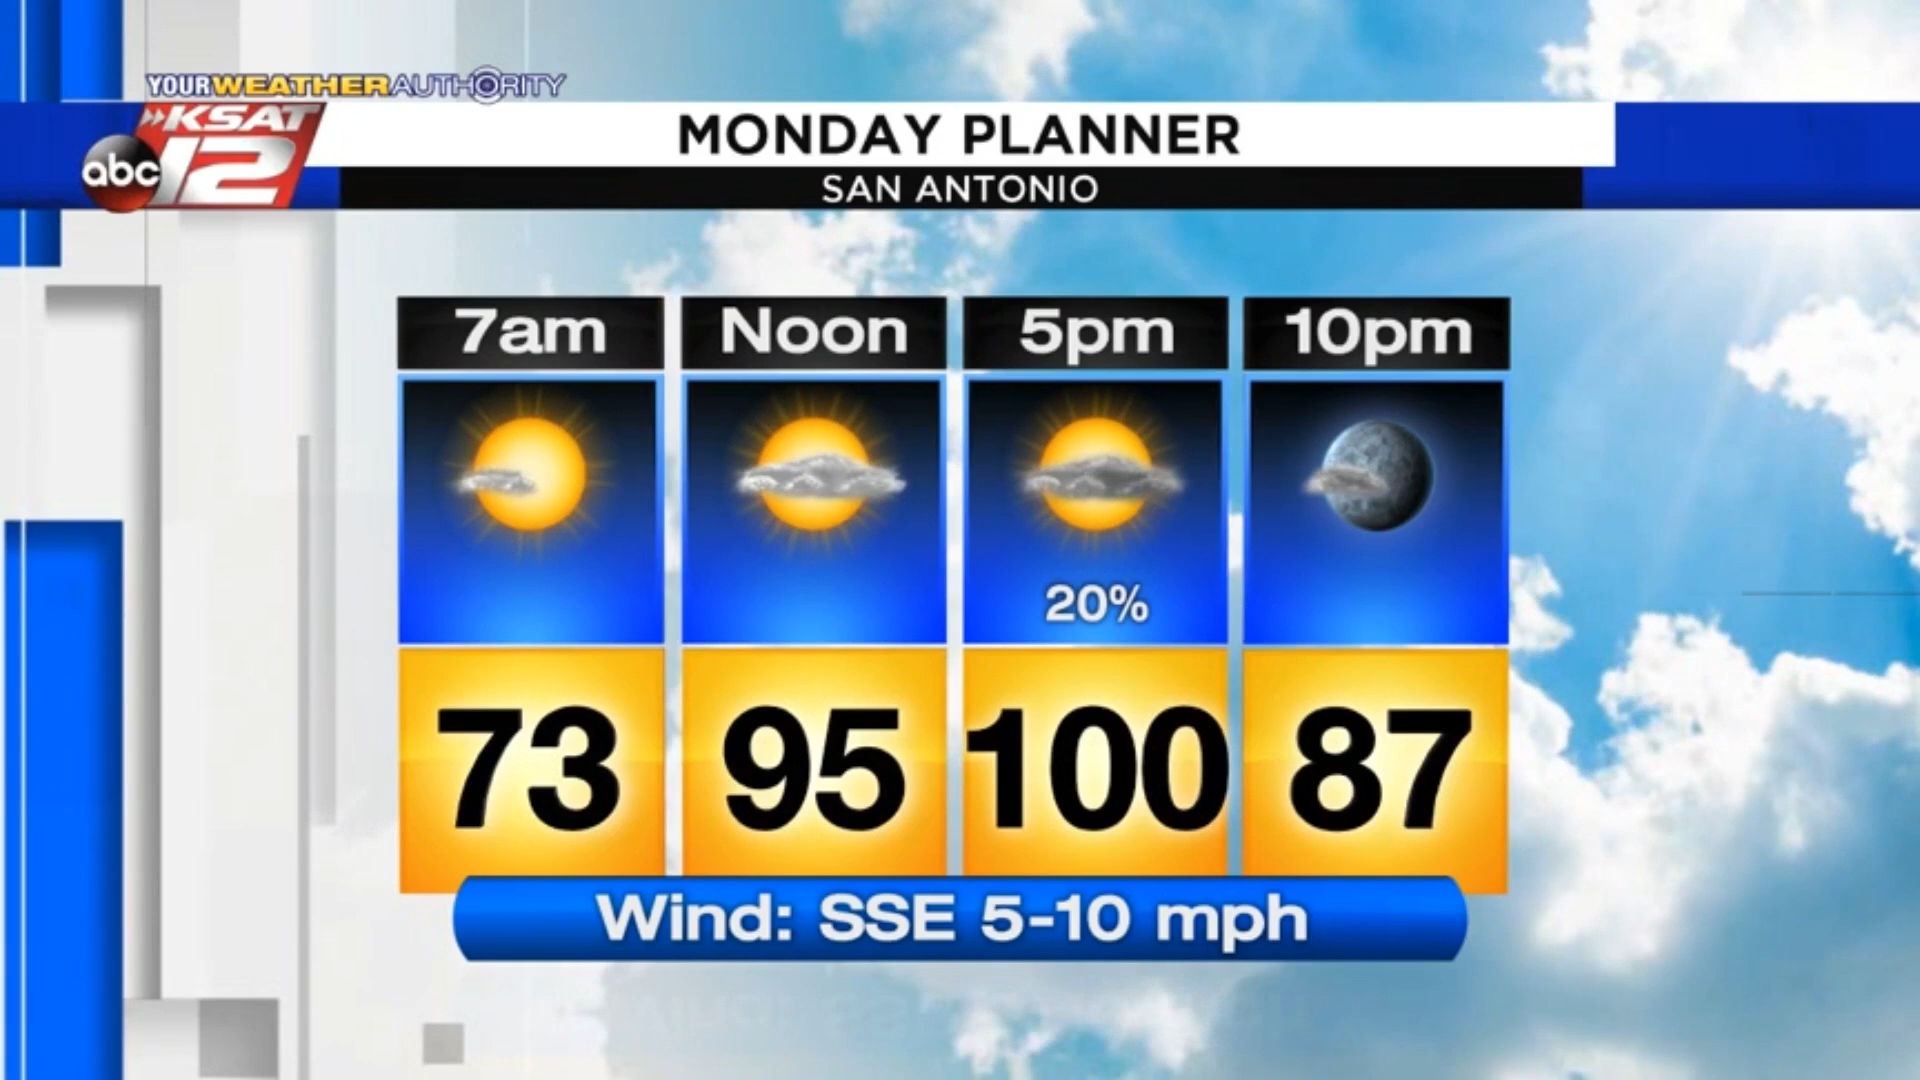 YOURWEATHERAUTHORITY
KSAT
abc 12
MONDAY PLANNER
SAN ANTONIO
7am Noon 5pm 10pm
20%
73 95 100 87
Wind: SSE 5-10 mph